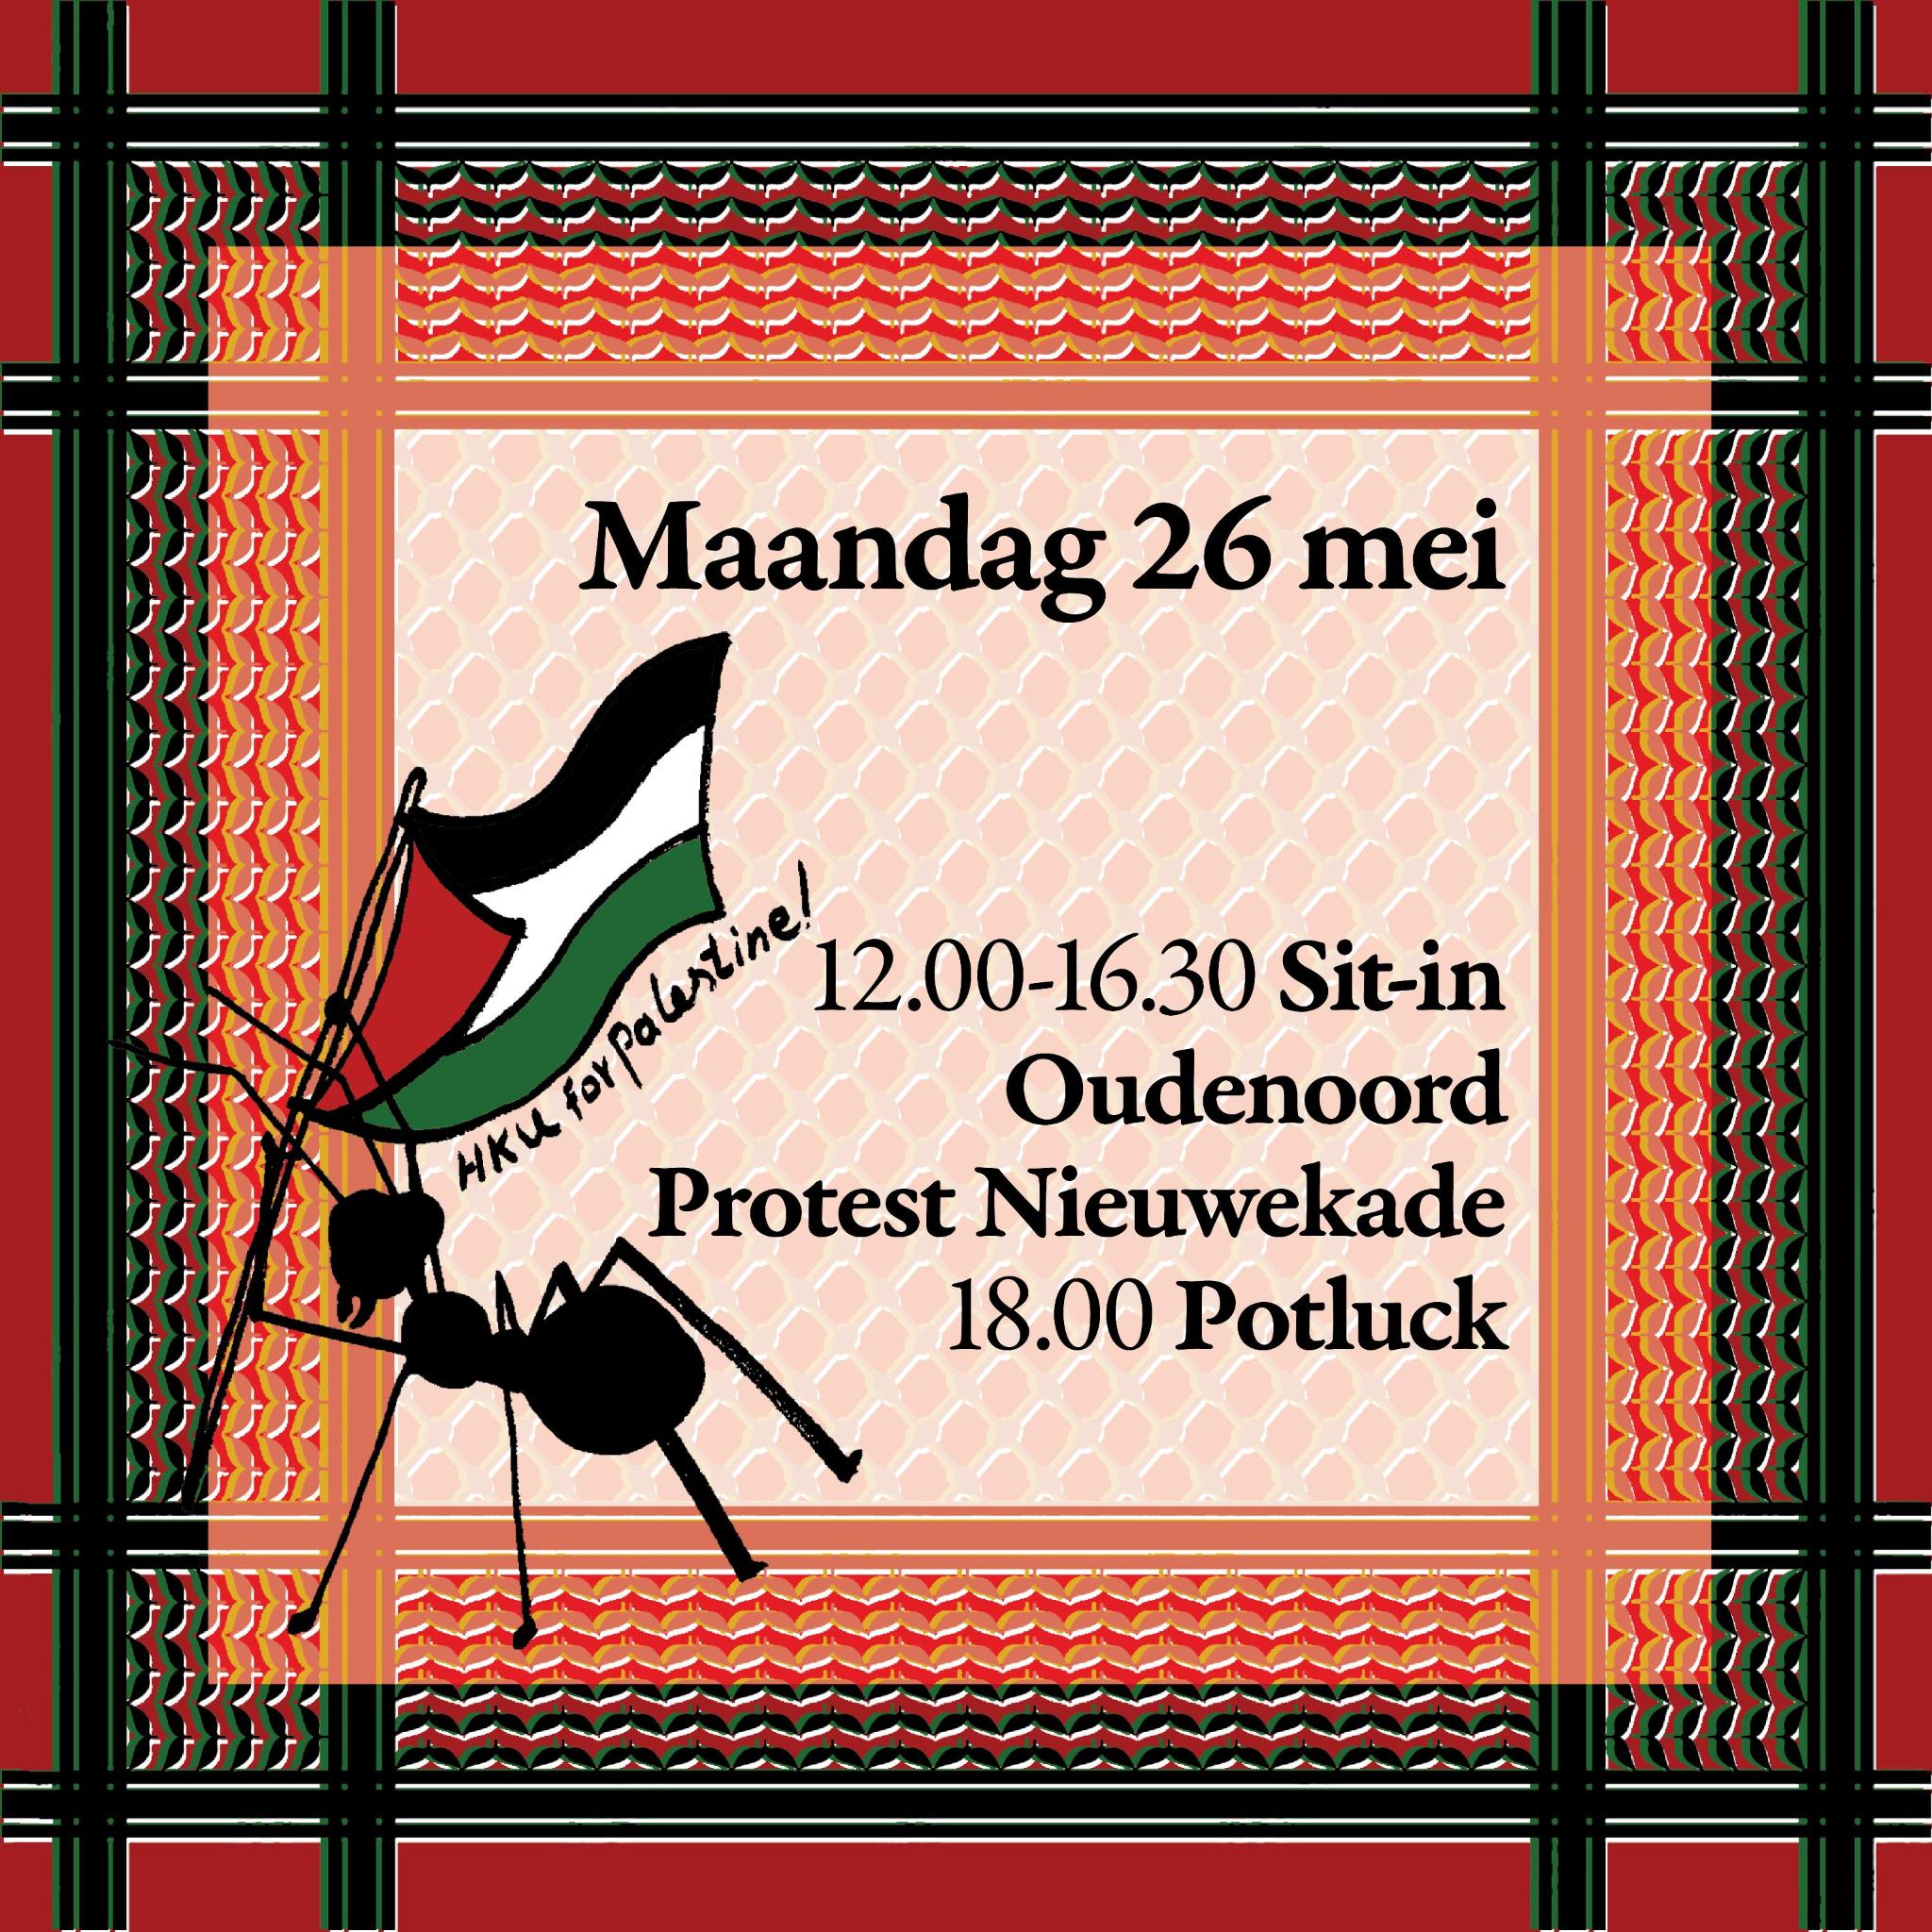 Maandag 26 mei
HKU for palestine!
12.00-16.30 Sit-in
Oudenoord
Protest Nieuwekade
18.00 Potluck